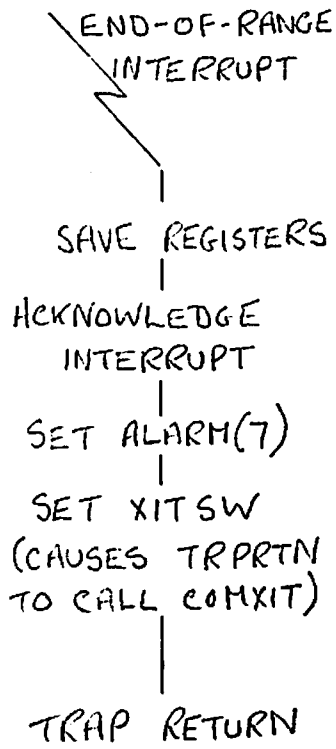 END-OF-RANGE
INTERRUPT
SAVE REGISTERS
ACKNOWLEDGE
INTERRUPT
SET ALARM(7)
SET XITSW
(CAUSES TRPRTN
TO CALL COMXIT)
TRAP RETURN